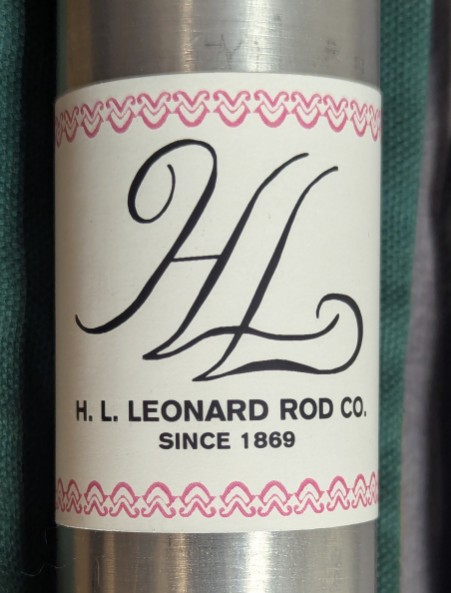 HL
H. L. LEONARD ROD CO.
SINCE 1869